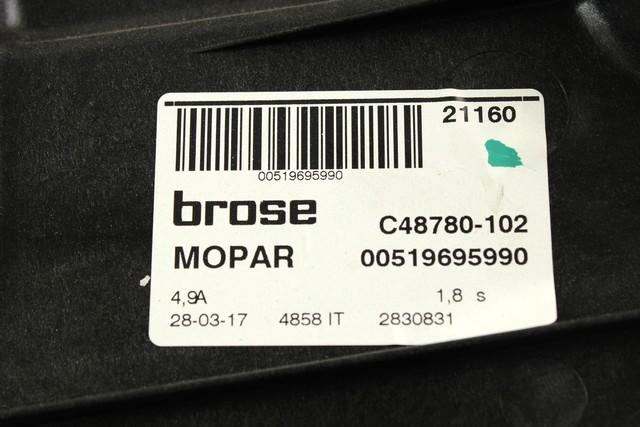 21160
00519695990
brose
C48780-102
MOPAR 00519695990
4,9A 1,8 s
28-03-17 4858 IT 2830831